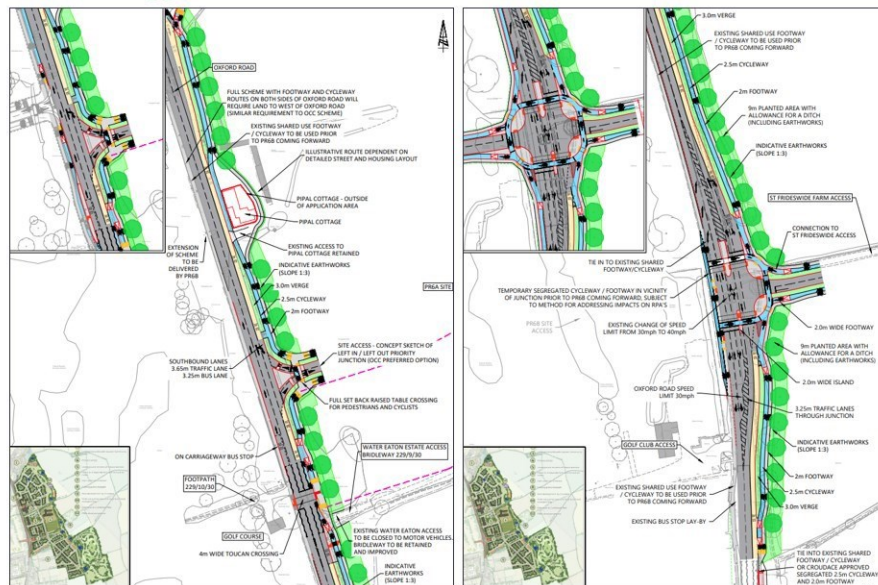 OXFORD ROAD
FULL SCHEME WITH FOOTWAY AND CYCLEWAY
ROUTES ON BOTH SIDES OF OXFORD ROAD WILL
REQUIRE LAND TO WEST OF OXFORD ROAD
(SIMILAR REQUIREMENT TO OCC SCHEME)
EXISTING SHARED USE FOOTWAY
/ CYCLEWAY TO BE USED PRIOR
TO PR6B COMING FORWARD
ILLUSTRATIVE ROUTE DEPENDENT ON
DETAILED STREET AND HOUSING LAYOUT
PIPAL COTTAGE - OUTSIDE
OF APPLICATION AREA
PIPAL COTTAGE
EXISTING ACCESS TO
PIPAL COTTAGE RETAINED
EXTENSION
OF SCHEME
TO BE
DELIVERED
BY PR6B
INDICATIVE EARTHWORKS
(SLOPE 1:3)
PR6A SITE
3.0m VERGE
2.5m CYCLEWAY
2m FOOTWAY
SITE ACCESS - CONCEPT SKETCH OF
LEFT IN / LEFT OUT PRIORITY
JUNCTION (OCC PREFERRED OPTION)
SOUTHBOUND LANES
3.65m TRAFFIC LANE
3.25m BUS LANE
FULL SET BACK RAISED TABLE CROSSING
FOR PEDESTRIANS AND CYCLISTS
ON CARRIAGEWAY BUS STOP
WATER EATON ESTATE ACCESS
BRIDLEWAY 229/9/30
FOOTPATH
229/10/30
GOLF COURSE
4m WIDE TOUCAN CROSSING
EXISTING WATER EATON ACCESS
TO BE CLOSED TO MOTOR VEHICLES.
BRIDLEWAY TO BE RETAINED
AND IMPROVED
INDICATIVE
EARTHWORKS
(SLOPE 1:3)
3.0m VERGE
EXISTING SHARED USE FOOTWAY
/ CYCLEWAY TO BE USED PRIOR
TO PR6B COMING FORWARD
2.5m CYCLEWAY
2m FOOTWAY
9m PLANTED AREA WITH
ALLOWANCE FOR A DITCH
(INCLUDING EARTHWORKS)
INDICATIVE EARTHWORKS
(SLOPE 1:3)
ST FRIDESWIDE FARM ACCESS
CONNECTION TO
ST FRIDESWIDE ACCESS
TIE IN TO EXISTING SHARED
FOOTWAY/CYCLEWAY
TEMPORARY SEGREGATED CYCLEWAY / FOOTWAY IN VICINITY
OF JUNCTION PRIOR TO PR6B COMING FORWARD, SUBJECT
TO METHOD FOR ADDRESSING IMPACTS ON RPA'S
PR6B SITE
ACCESS
EXISTING CHANGE OF SPEED
LIMIT FROM 30mph TO 40mph
2.0m WIDE FOOTWAY
9m PLANTED AREA WITH
ALLOWANCE FOR A DITCH
(INCLUDING EARTHWORKS)
2.0m WIDE ISLAND
OXFORD ROAD SPEED
LIMIT 30mph
3.25m TRAFFIC LANES
THROUGH JUNCTION
GOLF CLUB ACCESS
INDICATIVE EARTHWORKS
(SLOPE 1:3)
EXISTING SHARED USE FOOTWAY
/ CYCLEWAY TO BE USED PRIOR
TO PR6B COMING FORWARD
2m FOOTWAY
2.5m CYCLEWAY
3.0m VERGE
EXISTING BUS STOP LAY-BY
TIE INTO EXISTING SHARED
FOOTWAY / CYCLEWAY
OR CROUDACE APPROVED
SEGREGATED 2.5m CYCLEWAY
AND 2.0m FOOTWAY